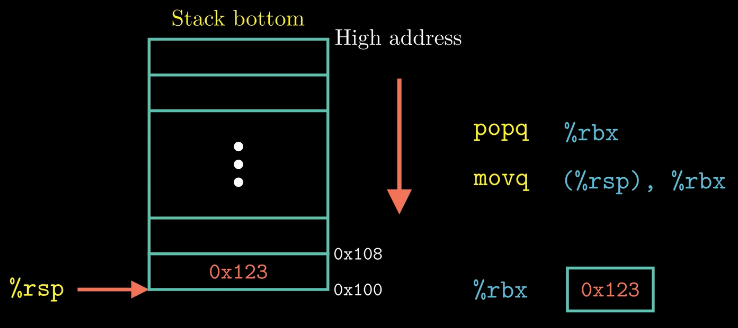 Stack bottom
High address
popq %rbx
movq (%rsp), %rbx
0x108
0x123
%rsp
0x100
%rbx 0x123